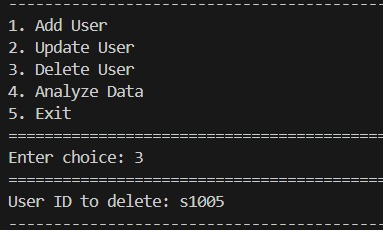 --------------------------------------------
1. Add User
2. Update User
3. Delete User
4. Analyze Data
5. Exit
============================================
Enter choice: 3
============================================
User ID to delete: s1005
--------------------------------------------